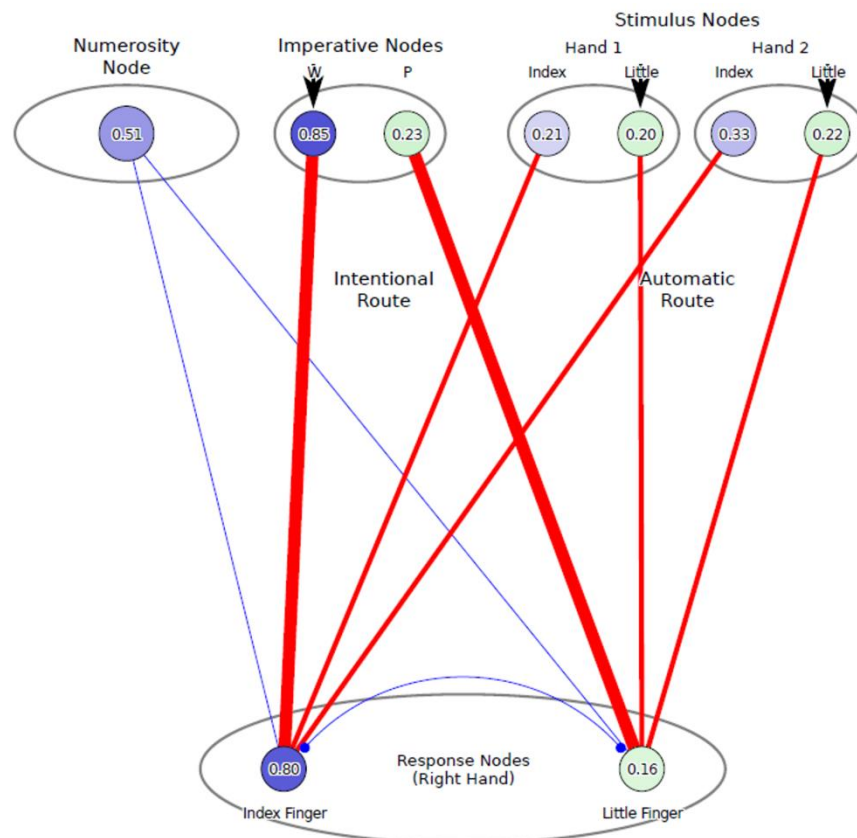 Stimulus Nodes
Numerosity
Node
Imperative Nodes
W P
Hand 1 Hand 2
Index Little Index Little
0.51 0.85 0.23 0.21 0.20 0.33 0.22
Intentional
Route
Automatic
Route
Response Nodes
(Right Hand)
0.80 0.16
Index Finger Little Finger